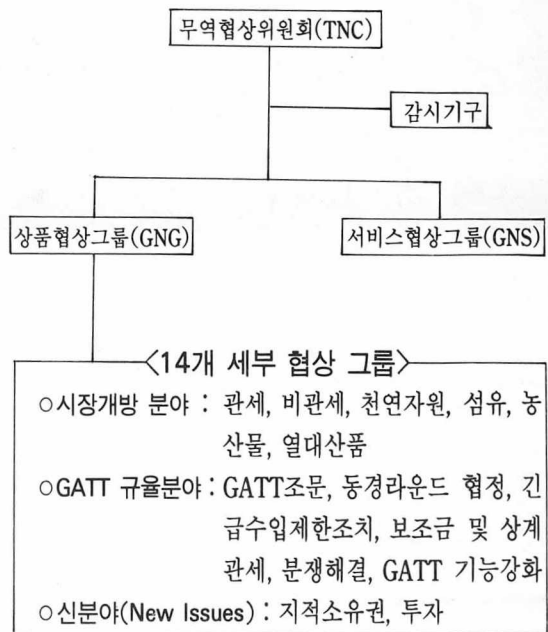 무역협상위원회(TNC)
감시기구
상품협상그룹(GNG)
서비스협상그룹(GNS)
〈14개 세부 협상 그룹〉
○시장개방 분야 : 관세, 비관세, 천연자원, 섬유, 농
산물, 열대산품
○GATT 규율분야 : GATT조문, 동경라운드 협정, 긴
급수입제한조치, 보조금 및 상계
관세, 분쟁해결, GATT 기능강화
○신분야(New Issues) : 지적소유권, 투자